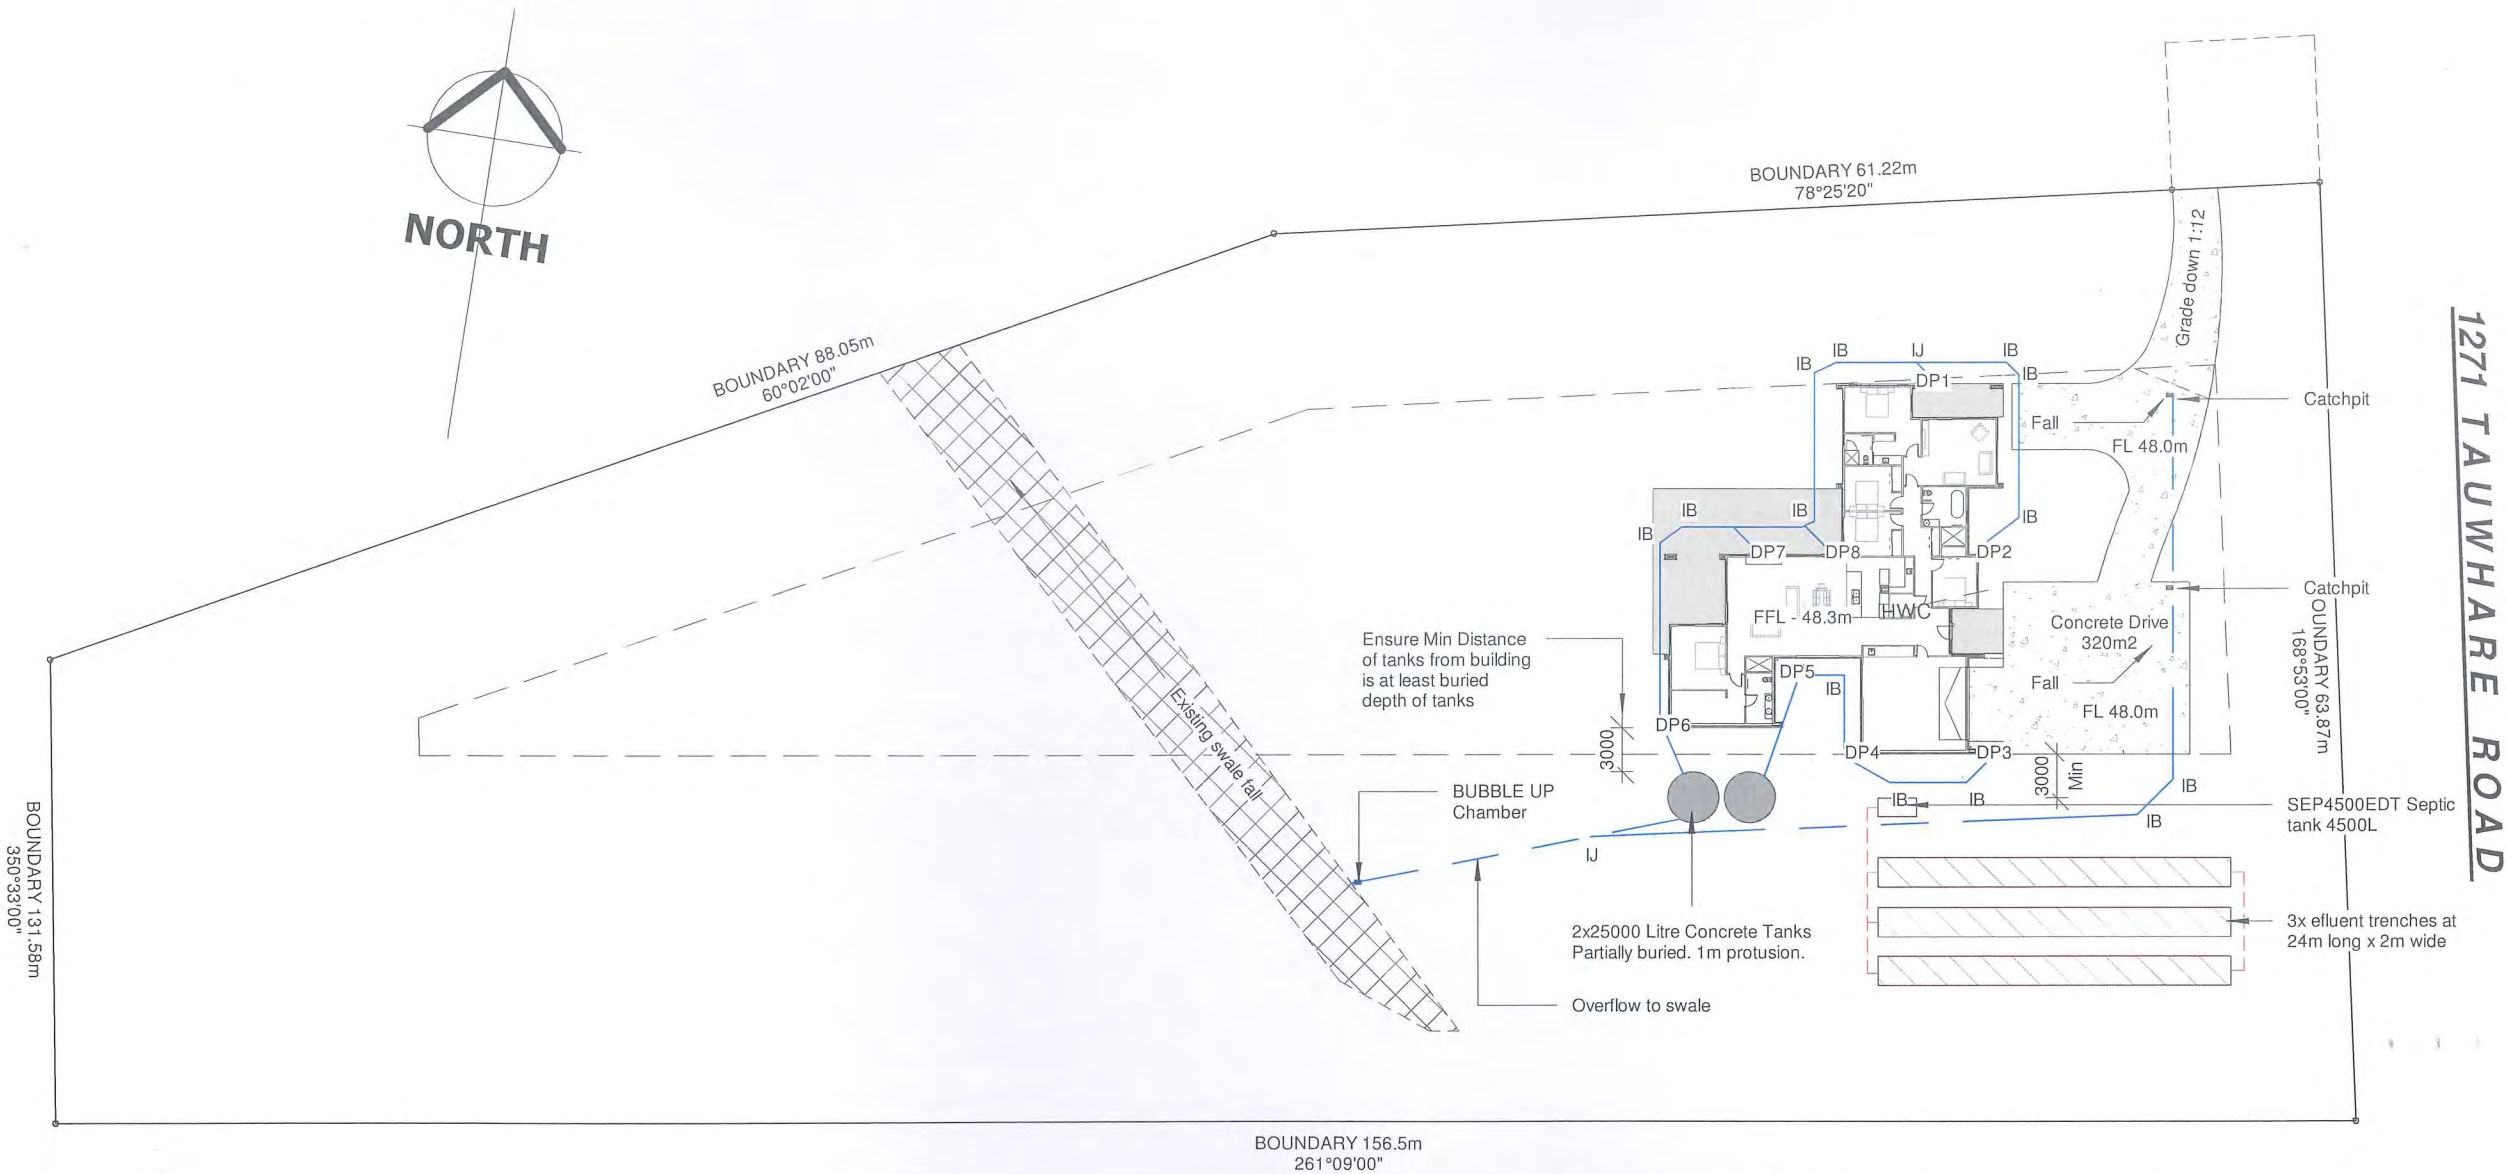 NORTH
BOUNDARY 61.22m
78°25'20"
BOUNDARY 88.05m
60°02'00"
Grade down 1:12
1271 TAUWHARE ROAD
IB
IJ
IB
IB
IB
DP1
Catchpit
Fall
FL 48.0m
IB
IB
IB
IB
DP7
DP8
DP2
Catchpit
FFL - 48.3m
HWC
Concrete Drive
320m2
OUNDARY 63.87m
168°53'00"
Ensure Min Distance
of tanks from building
is at least buried
depth of tanks
DP5
IB
Fall
FL 48.0m
Existing swale fall
DP6
3000
DP4
DP3
3000
Min
IB
BUBBLE UP
Chamber
IB
IB
SEP4500EDT Septic
tank 4500L
IB
IJ
BOUNDARY 131.58m
350°33'00"
2x25000 Litre Concrete Tanks
Partially buried. 1m protusion.
3x efluent trenches at
24m long x 2m wide
Overflow to swale
BOUNDARY 156.5m
261°09'00"